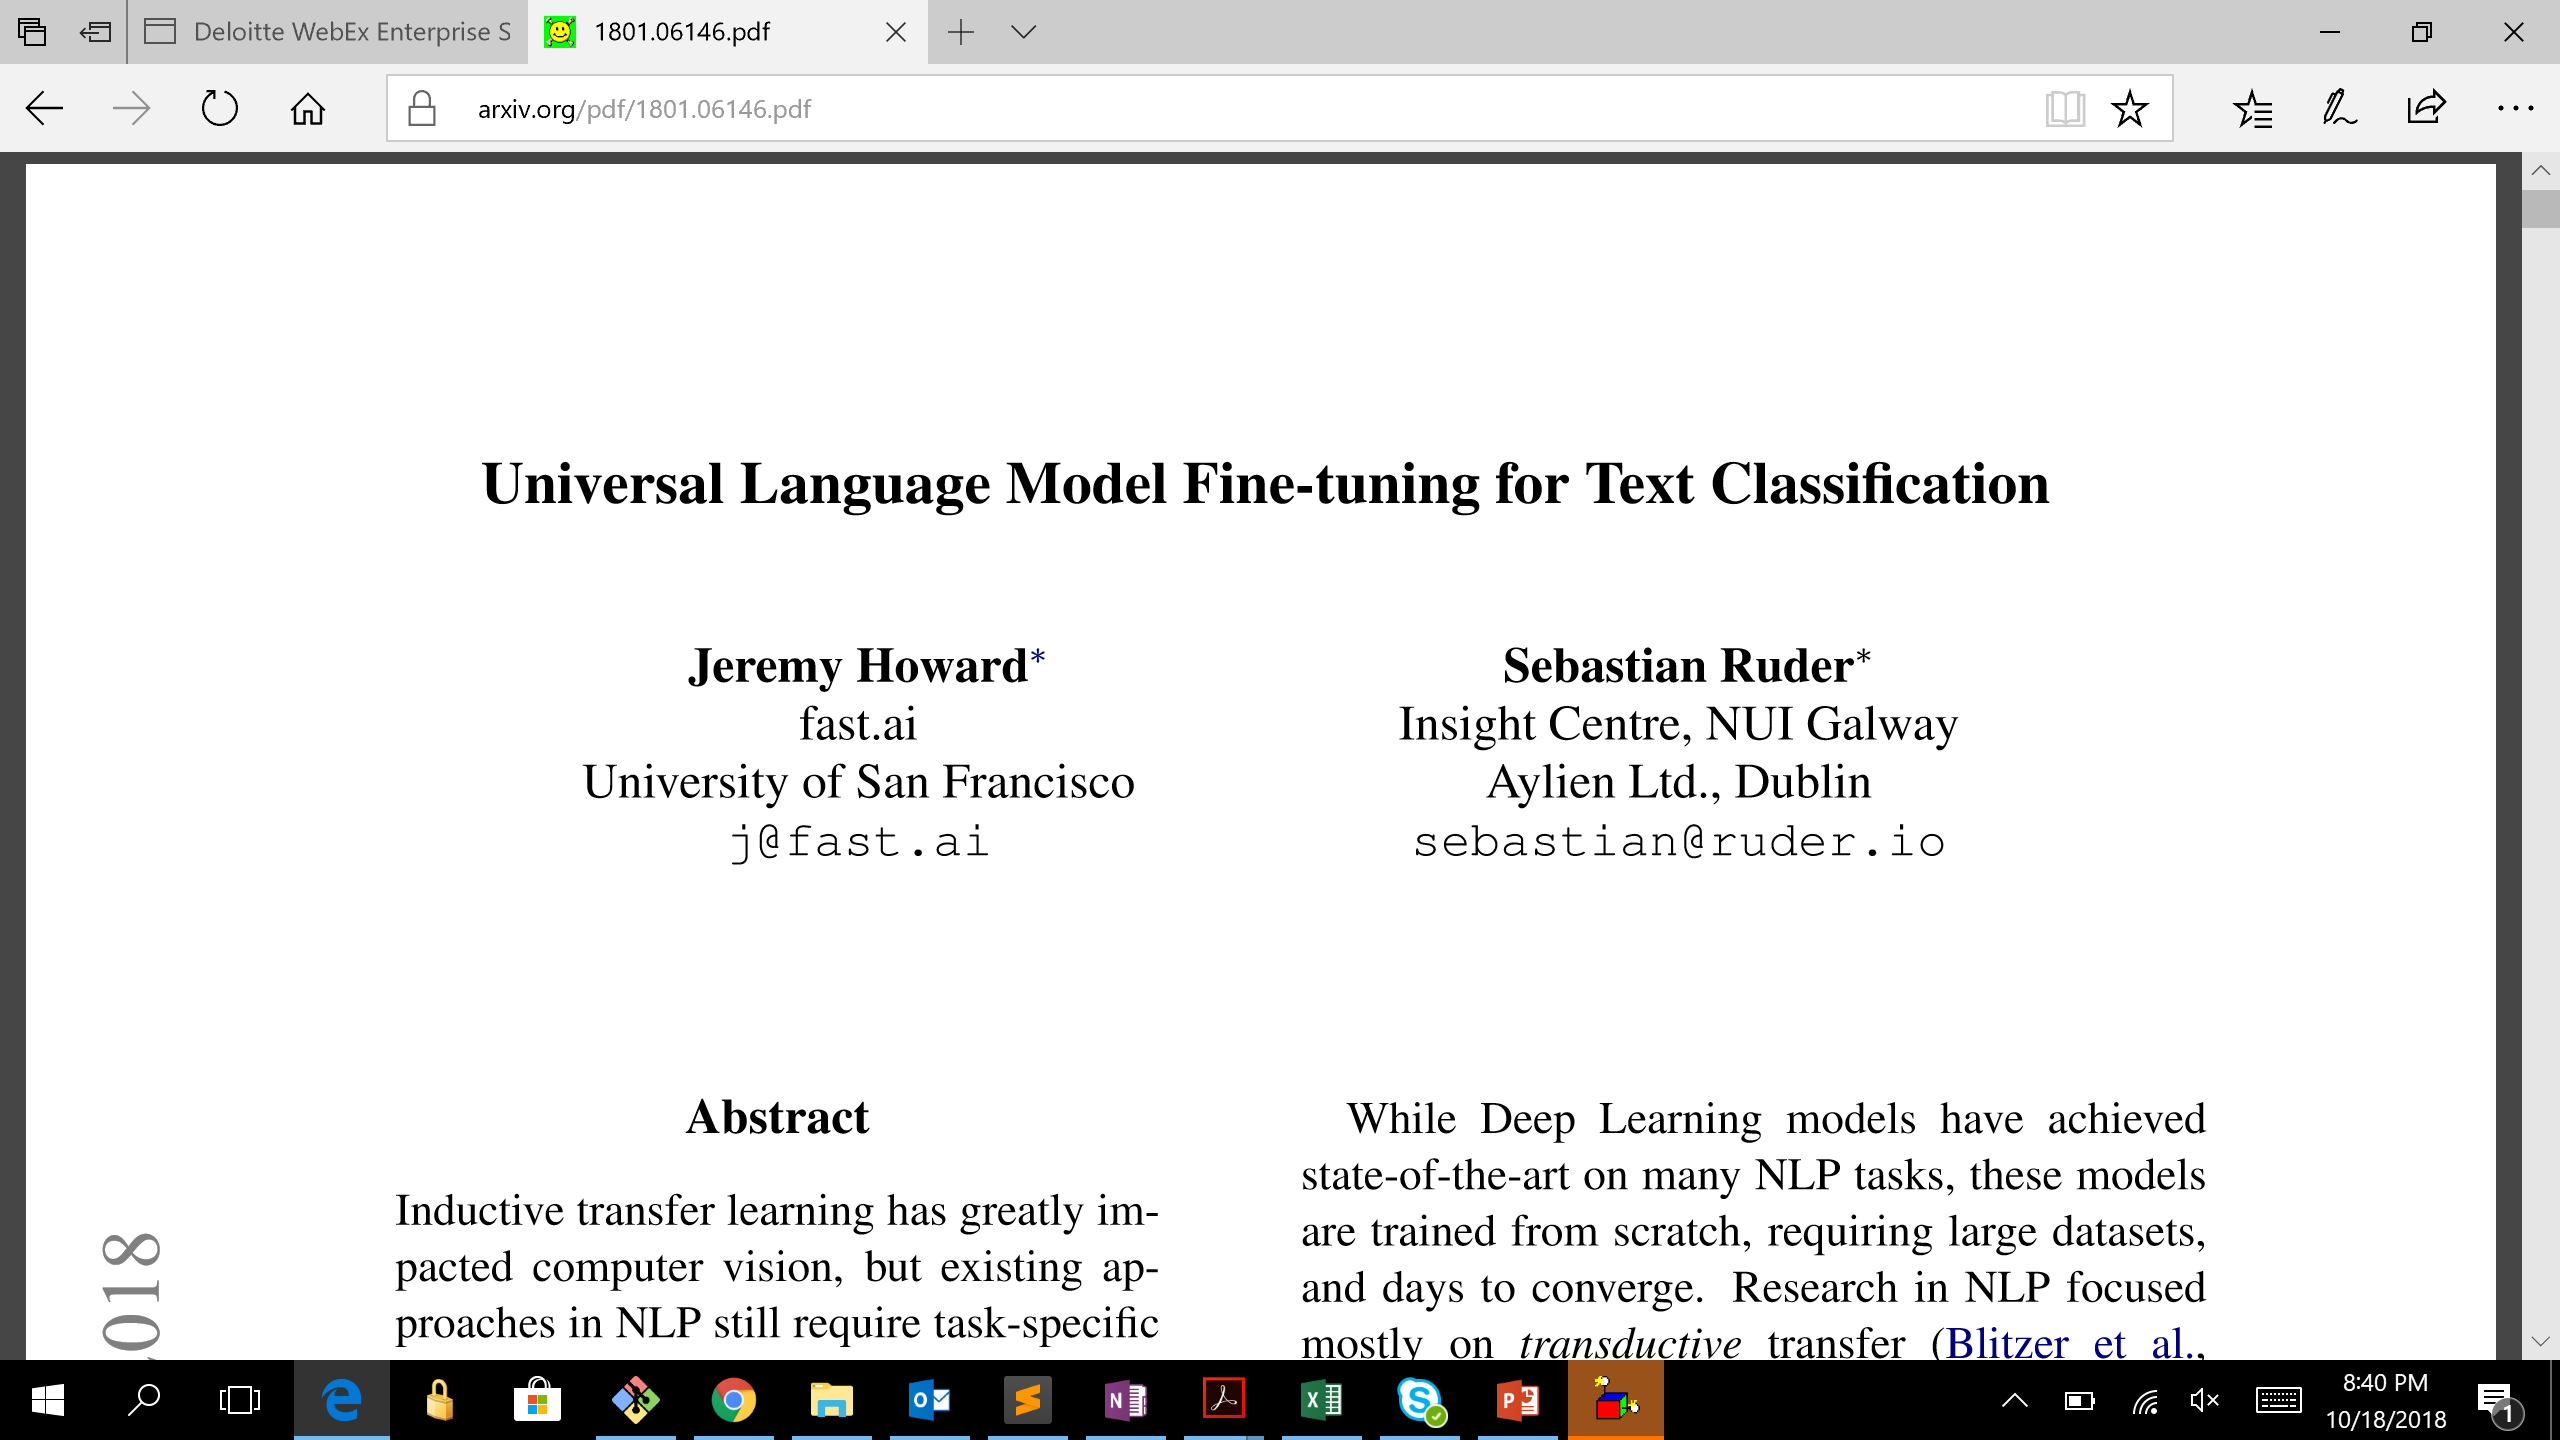 Deloitte WebEx Enterprise S
1801.06146.pdf
arxiv.org/pdf/1801.06146.pdf
Universal Language Model Fine-tuning for Text Classification
Jeremy Howard*
fast.ai
University of San Francisco
j@fast.ai
Sebastian Ruder*
Insight Centre, NUI Galway
Aylien Ltd., Dublin
sebastian@ruder.io
Abstract
Inductive transfer learning has greatly im-
pacted computer vision, but existing ap-
proaches in NLP still require task-specific
While Deep Learning models have achieved
state-of-the-art on many NLP tasks, these models
are trained from scratch, requiring large datasets,
and days to converge. Research in NLP focused
mostly on transductive transfer (Blitzer et al.,
018
8:40 PM
10/18/2018
1